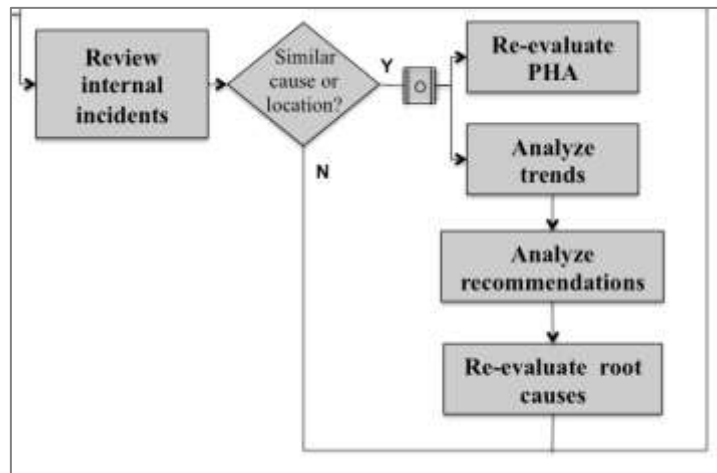 Review
internal
incidents
Similar
cause or
location?
Y
Re-evaluate
PHA
N
Analyze
trends
Analyze
recommendations
Re-evaluate root
causes